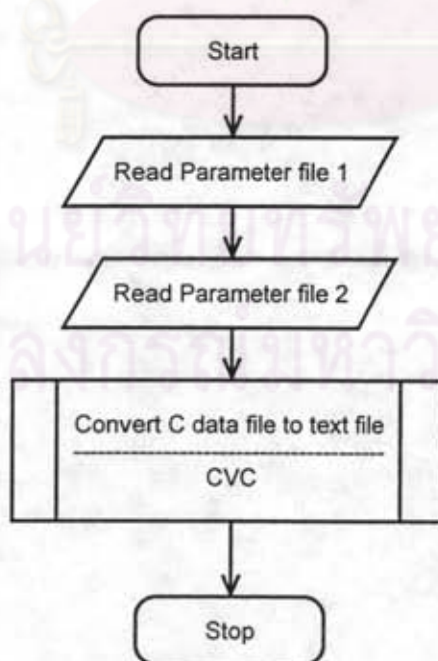 Start
Read Parameter file 1
Read Parameter file 2
Convert C data file to text file
CVC
Stop